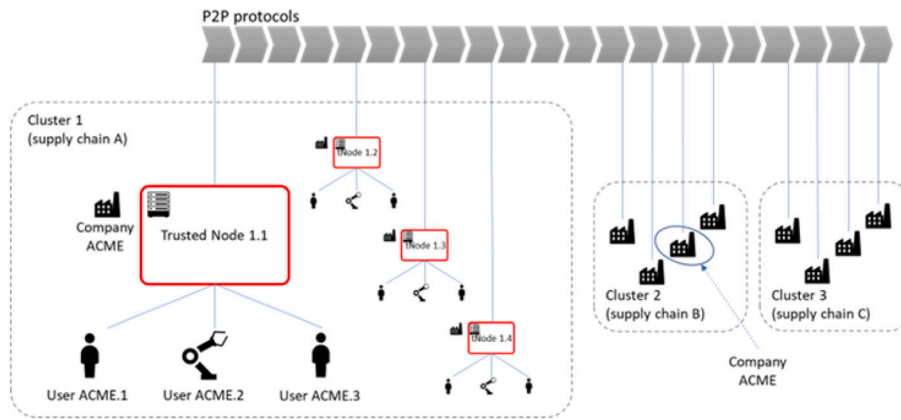 P2P protocols
Cluster 1
(supply chain A)
tNode 1.2
Company
ACME
Trusted Node 1.1
tNode 1.3
Cluster 2
(supply chain B)
Cluster 3
(supply chain C)
tNode 1.4
Company
ACME
User ACME.1
User ACME.2
User ACME.3